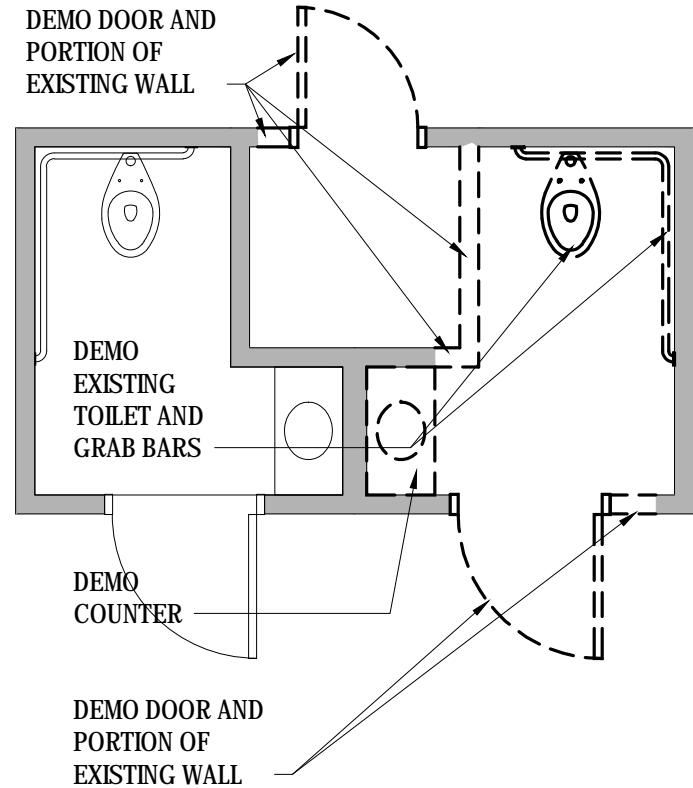 DEMO DOOR AND
PORTION OF
EXISTING WALL
DEMO
EXISTING
TOILET AND
GRAB BARS
DEMO
COUNTER
DEMO DOOR AND
PORTION OF
EXISTING WALL